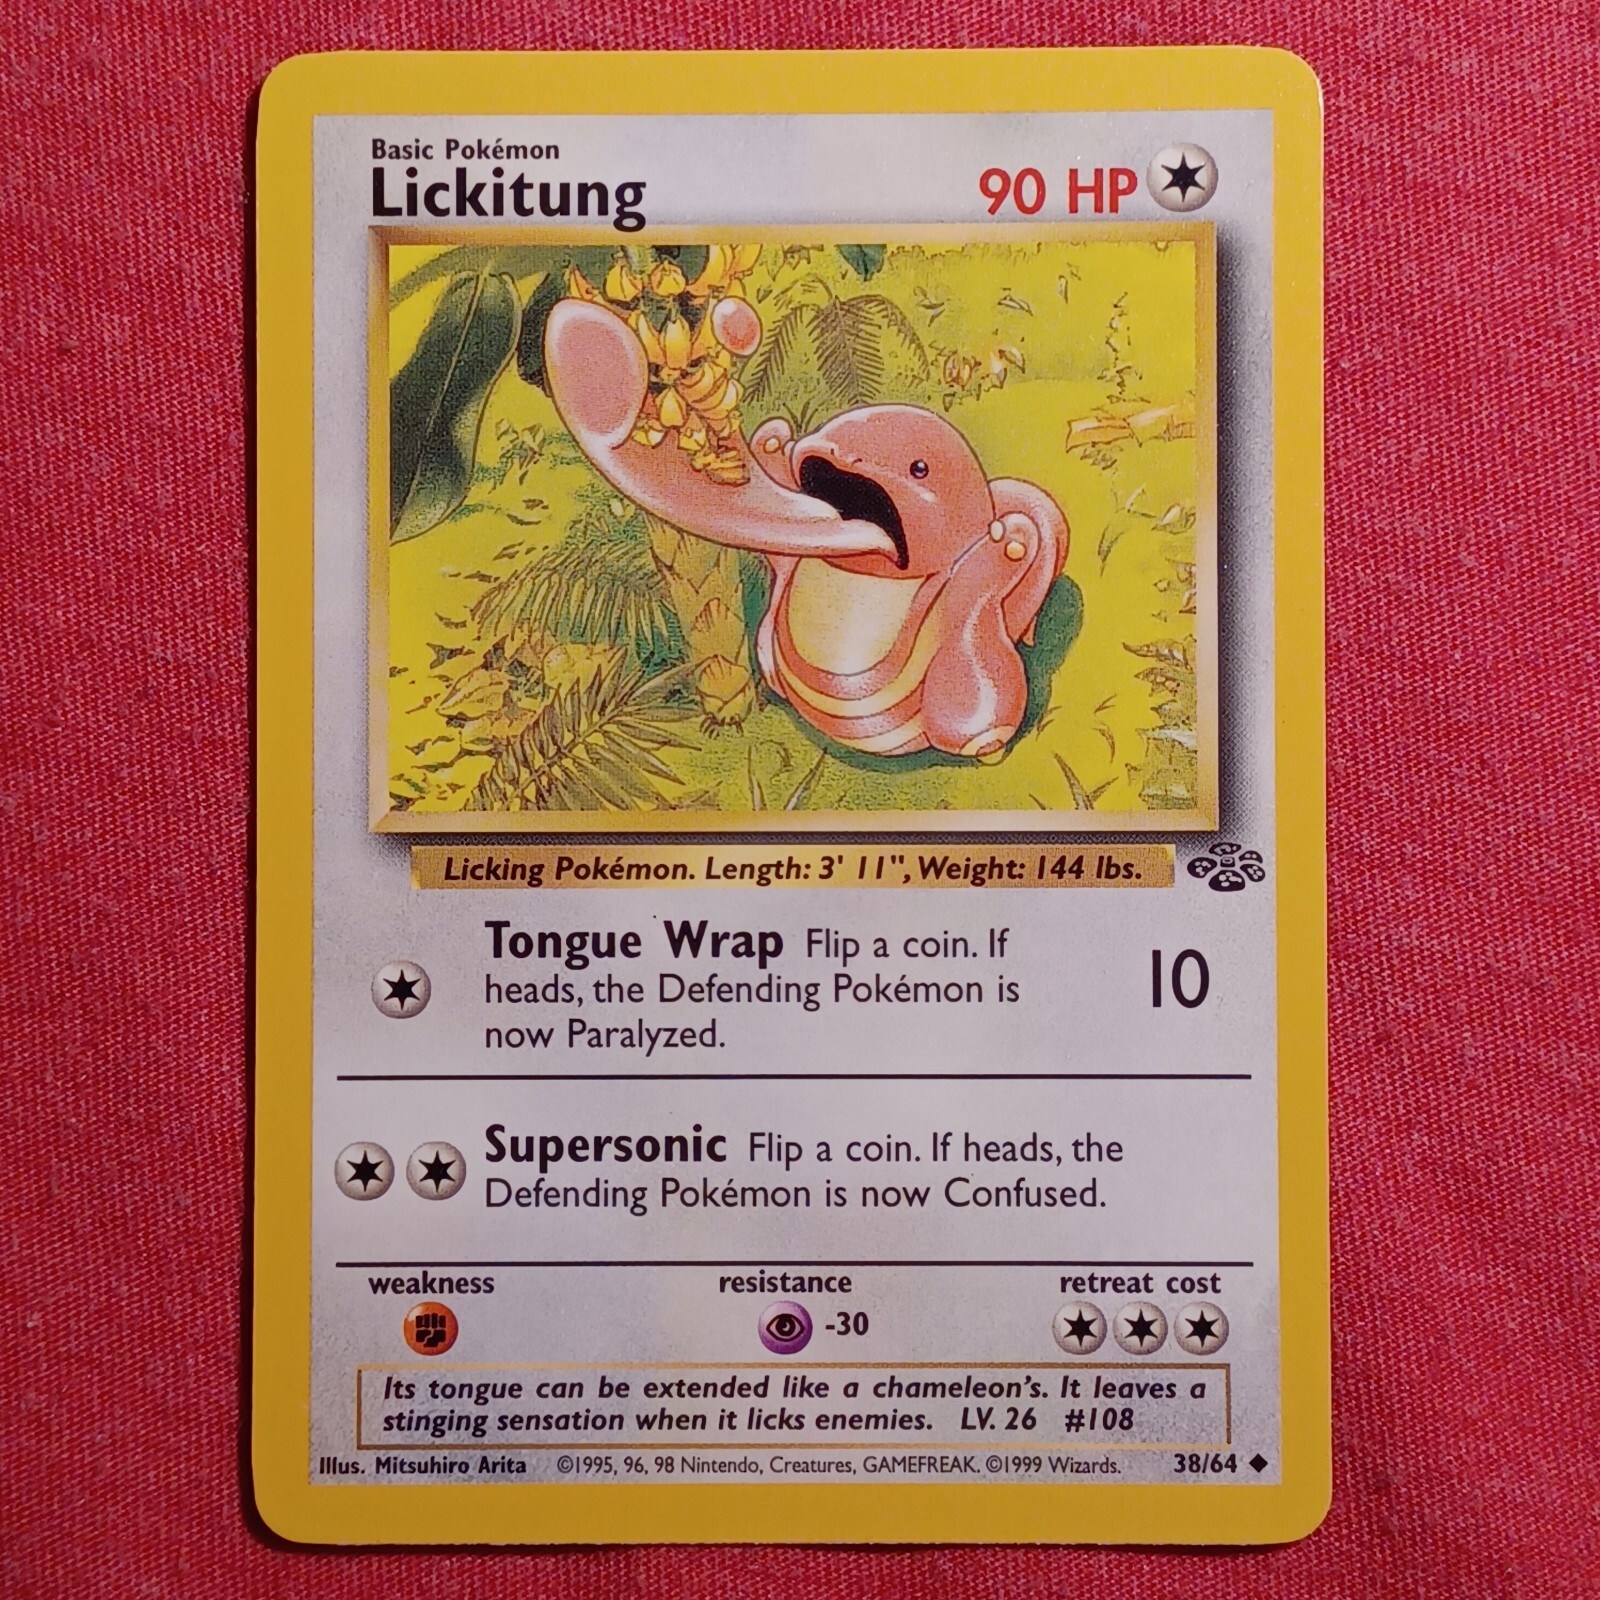 Basic Pokémon
Lickitung
90 HP
Licking Pokémon. Length: 3' 11", Weight: 144 lbs.
Tongue Wrap Flip a coin. If
heads, the Defending Pokémon is
now Paralyzed.
10
Supersonic Flip a coin. If heads, the
Defending Pokémon is now Confused.
weakness
resistance
retreat cost
-30
Its tongue can be extended like a chameleon's. It leaves a
stinging sensation when it licks enemies. LV. 26 #108
Illus. Mitsuhiro Arita ©1995, 96, 98 Nintendo, Creatures, GAMEFREAK. ©1999 Wizards. 38/64